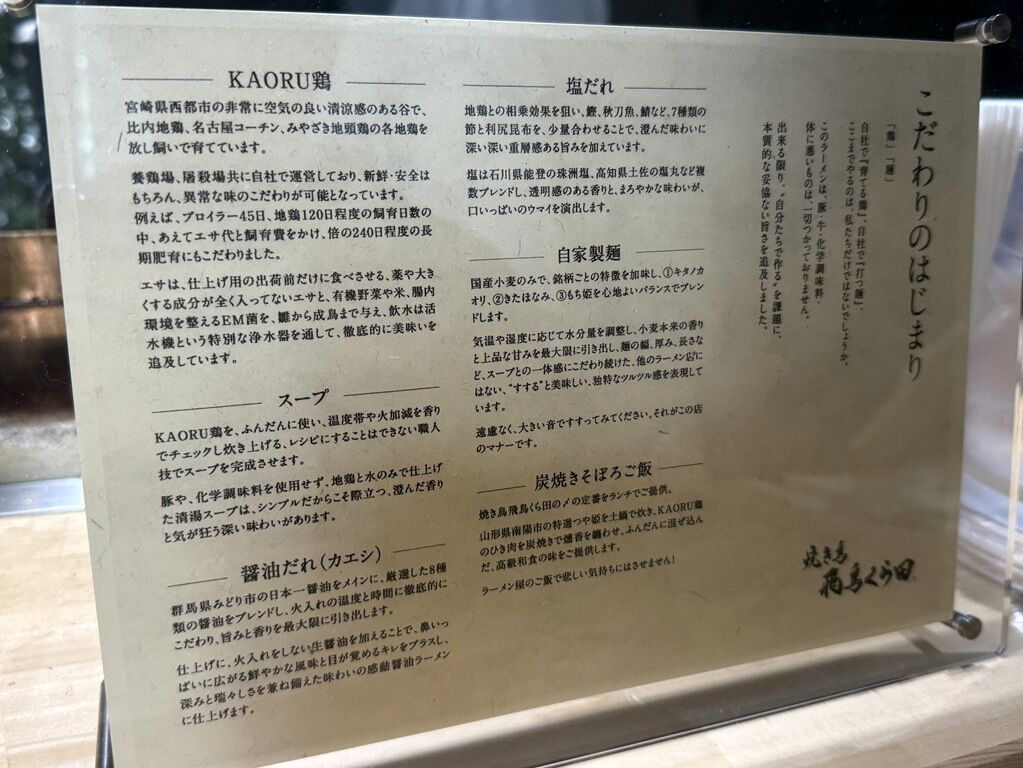 こだわりのはじまり
「鶏」「麺」
自社で『育てる鶏』、自社で『打つ麺』、
ここまでやるのは、私たちだけではないでしょうか。
このラーメンは、豚・牛・化学調味料・
体に悪いものは、一切つかっておりません。
出来る限り、“自分たちで作る”を課題に、
本質的な妥協ない旨さを追及しました。
KAORU鶏
宮崎県西都市の非常に空気の良い清涼感のある谷で、
比内地鶏、名古屋コーチン、みやざき地頭鶏の各地鶏を
放し飼いで育てています。
養鶏場、屠殺場共に自社で運営しており、新鮮・安全は
もちろん、異常な味のこだわりが可能となっています。
例えば、ブロイラー45日、地鶏120日程度の飼育日数の
中、あえてエサ代と飼育費をかけ、倍の240日程度の長
期肥育にもこだわりました。
エサは、仕上げ用の出荷前だけに食べさせる、薬や大き
くする成分が全く入ってないエサと、有機野菜や米、腸内
環境を整えるEM菌を、雛から成鳥まで与え、飲水は活
水機という特別な浄水器を通して、徹底的に美味いを
追及しています。
スープ
KAORU鶏を、ふんだんに使い、温度帯や火加減を香り
でチェックし炊き上げる、レシピにすることはできない職人
技でスープを完成させます。
豚や、化学調味料を使用せず、地鶏と水のみで仕上げ
た清湯スープは、シンプルだからこそ際立つ、澄んだ香り
と気が狂う深い味わいがあります。
醤油だれ(カエシ)
群馬県みどり市の日本一醤油をメインに、厳選した8種
類の醤油をブレンドし、火入れの温度と時間に徹底的に
こだわり、旨みと香りを最大限に引き出します。
仕上げに、火入れをしない生醤油を加えることで、鼻いっ
ぱいに広がる鮮やかな風味と目が覚めるキレをプラスし、
深みと瑞々しさを兼ね備えた味わいの感動醤油ラーメン
に仕上げます。
塩だれ
地鶏との相乗効果を狙い、鰹、秋刀魚、鯖など、7種類の
節と利尻昆布を、少量合わせることで、澄んだ味わいに
深い深い重層感ある旨みを加えています。
塩は石川県能登の珠洲塩、高知県土佐の塩丸など複
数ブレンドし、透明感のある香りと、まろやかな味わいが、
口いっぱいのウマイを演出します。
自家製麺
国産小麦のみで、銘柄ごとの特徴を加味し、①キタノカ
オリ、②きたほなみ、③もち姫を心地よいバランスでブレン
ドします。
気温や湿度に応じて水分量を調整し、小麦本来の香り
と上品な甘みを最大限に引き出し、麺の幅、厚み、長さな
ど、スープとの一体感にこだわり続けた、他のラーメン店に
はない、“すする”と美味しい、独特なツルツル感を表現して
います。
遠慮なく、大きい音ですすってみてください。それがこの店
のマナーです。
炭焼きそぼろご飯
焼き鳥飛鳥くら田の〆の定番をランチでご提供。
山形県南陽市の特選つや姫を土鍋で炊き、KAORU鶏
のひき肉を炭焼きで燻香を纏わせ、ふんだんに混ぜ込ん
だ、高級和食の味をご提供します。
ラーメン屋のご飯で悲しい気持ちにはさせません!
焼き鳥
飛鳥くら田